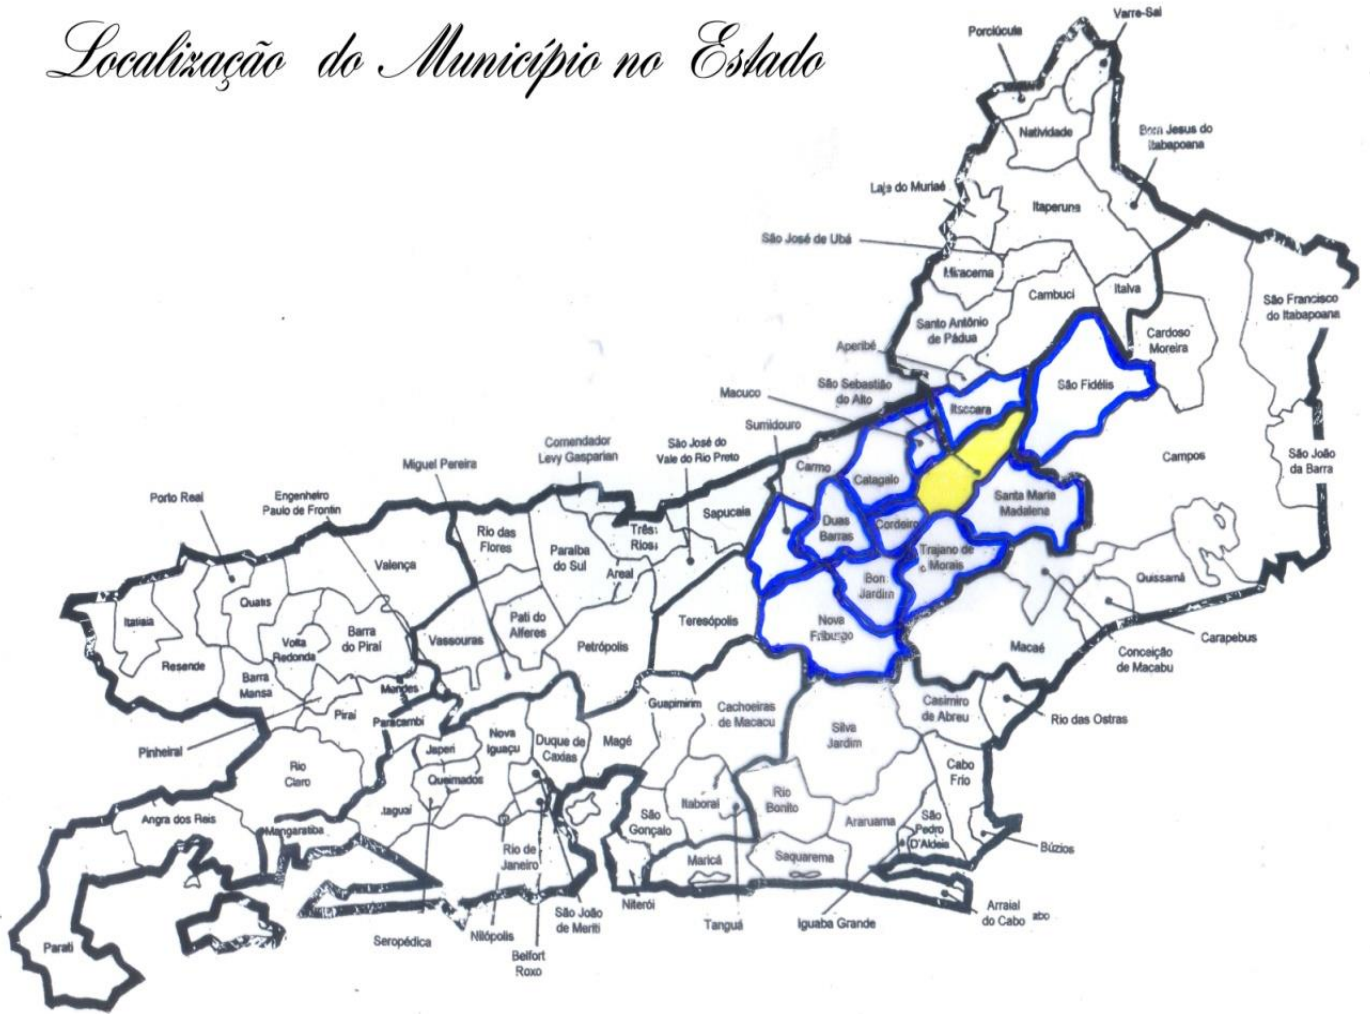 Localização do Município no Estado
Varre-Sai
Porciúcula
Natividade
Bom Jesus do
Itabapoana
Laje do Muriaé
Itaperuna
São José de Ubá
Miracema
Cambuci
Italva
São Francisco
do Itabapoana
Santo Antônio
de Pádua
Cardoso
Moreira
Aperibé
São Sebastião
do Alto
São Fidélis
Macuco
Itaocara
Sumidouro
Comendador
Levy Gasparian
São José do
Vale do Rio Preto
Campos
São João
da Barra
Miguel Pereira
Carmo
Catagalo
Santa Maria
Madalena
Porto Real
Engenheiro
Paulo de Frontin
Sapucaia
Duas
Barras
Cordeiro
Rio das
Flores
Três
Rios
Paraíba
do Sul
Trajano de
Morais
Valença
Areal
Bom
Jardim
Quissamã
Quatis
Itatiaia
Pati do
Alferes
Teresópolis
Nova
Friburgo
Volta
Redonda
Barra
do Piraí
Vassouras
Petrópolis
Macaé
Carapebus
Resende
Conceição
de Macabu
Barra
Mansa
Mendes
Guapimirim
Cachoeiras
de Macacu
Casimiro
de Abreu
Rio das Ostras
Piraí
Paracambi
Silva
Jardim
Pinheiral
Japeri
Nova
Iguaçu
Duque de
Caxias
Magé
Rio
Claro
Queimados
Cabo
Frio
Itaguaí
Itaboraí
Rio
Bonito
Angra dos Reis
Mangaratiba
São
Gonçalo
Araruama
São
Pedro
D'Aldeia
Búzios
Rio de
Janeiro
Maricá
Saquarema
Niterói
Arraial
do Cabo
abo
São João
de Meriti
Tanguá
Iguaba Grande
Parati
Seropédica
Nilópolis
Belfort
Roxo